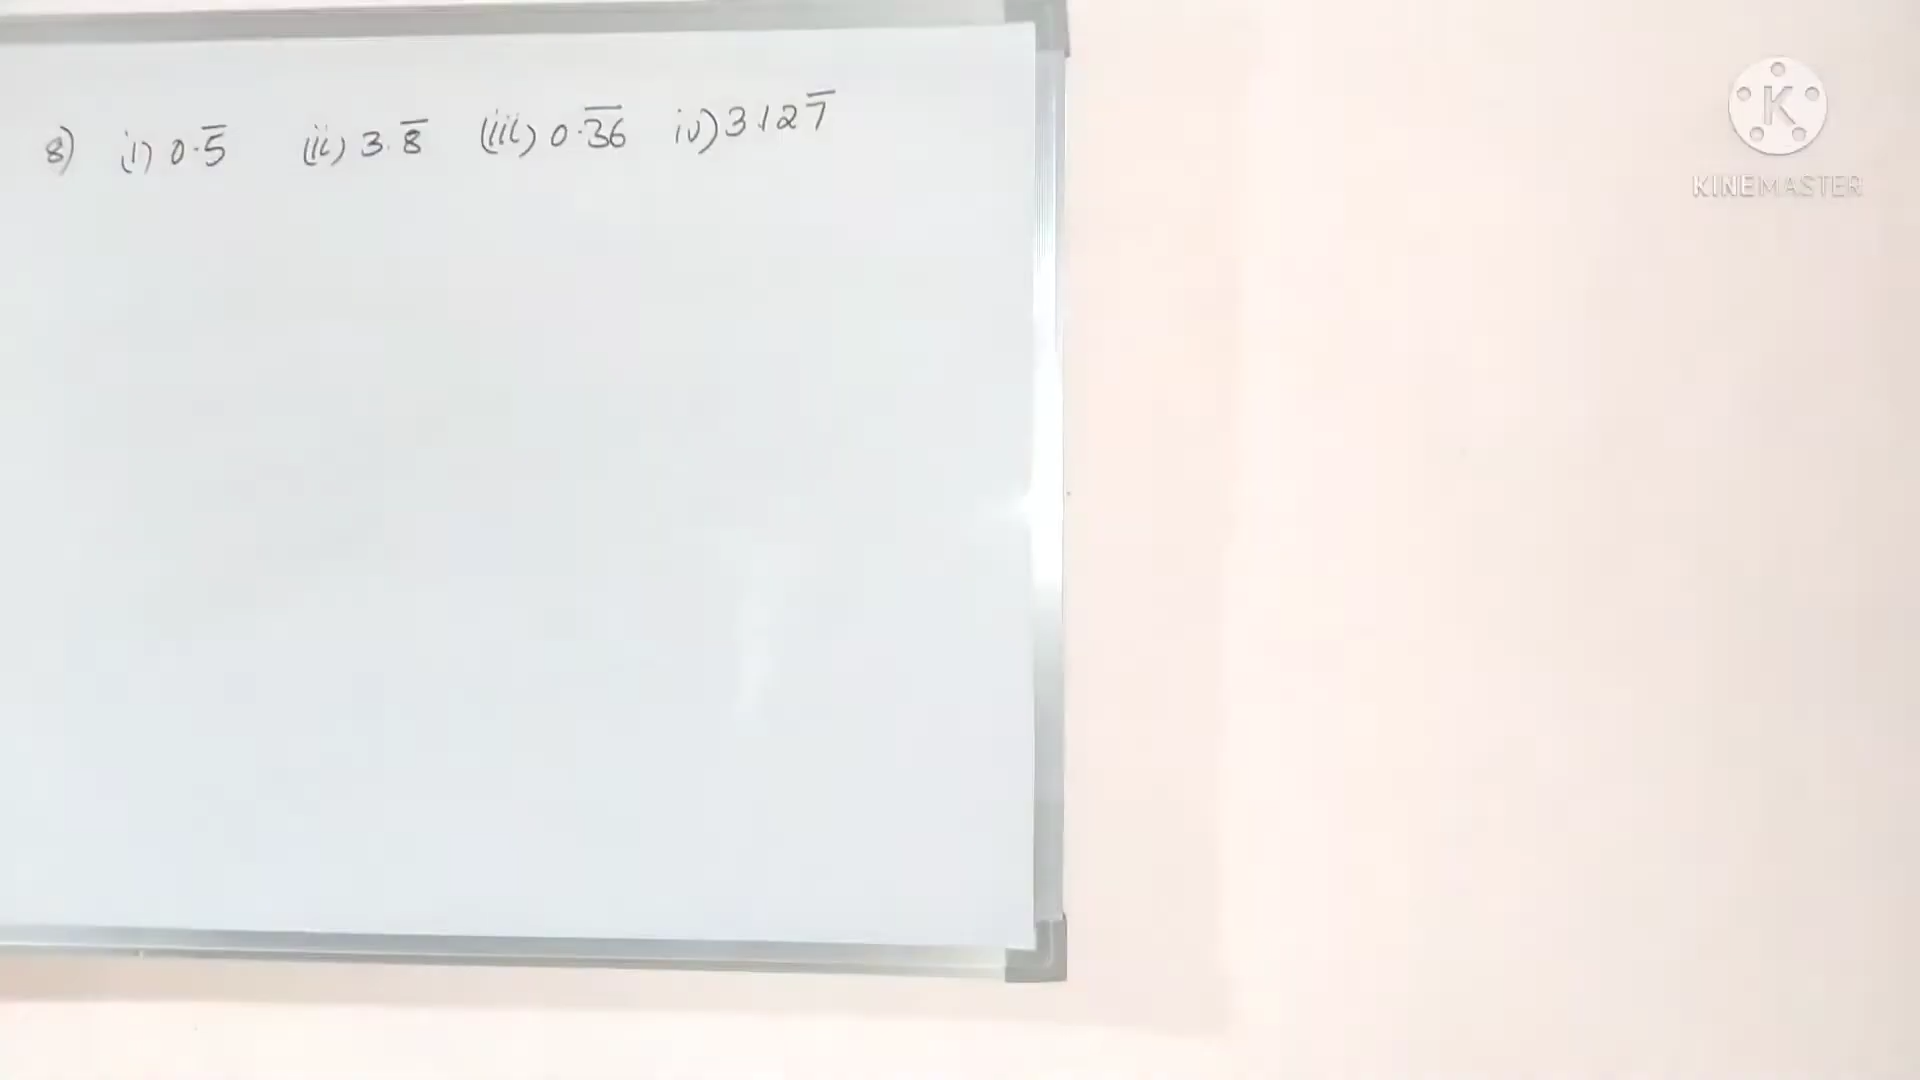 8) (i) 0.5̅ (ii) 3.8̅ (iii) 0.3̅6̅ iv) 3.127̅
K
KINEMASTER